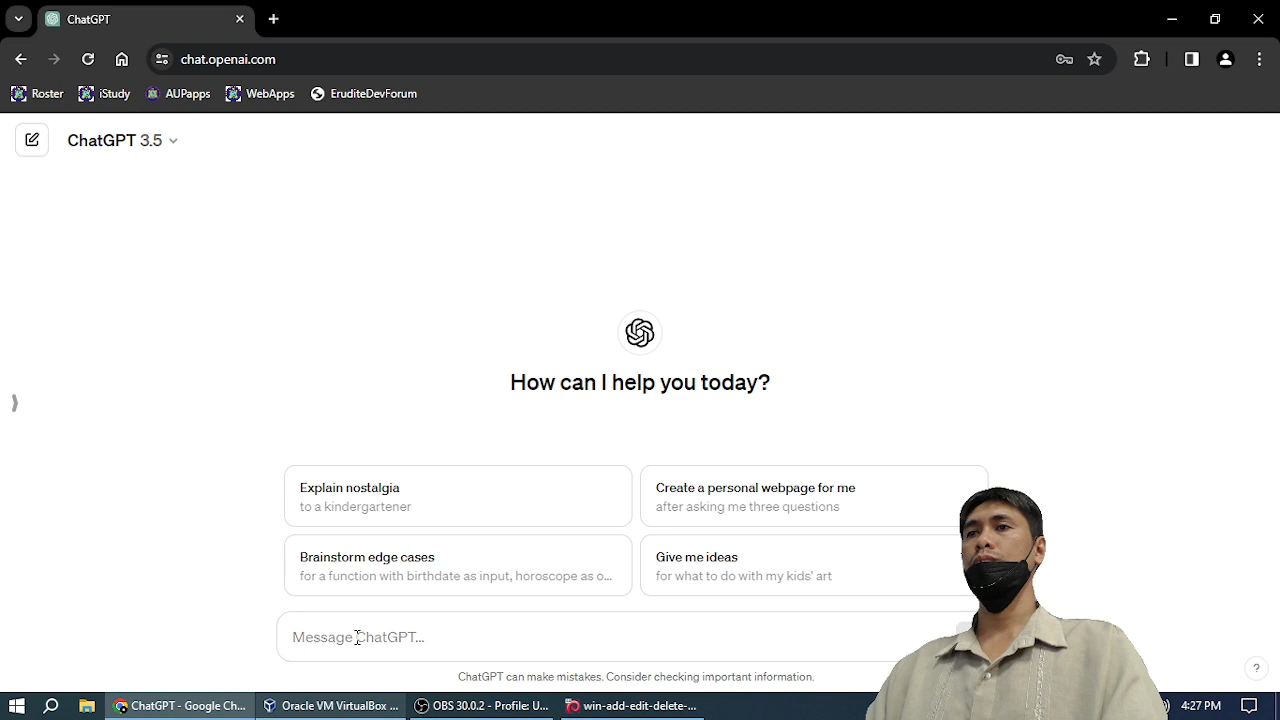 ChatGPT
chat.openai.com
Roster
iStudy
AUPapps
WebApps
EruditeDevForum
ChatGPT 3.5
How can I help you today?
Explain nostalgia
to a kindergartener
Create a personal webpage for me
after asking me three questions
Brainstorm edge cases
for a function with birthdate as input, horoscope as o...
Give me ideas
for what to do with my kids' art
Message ChatGPT...
ChatGPT can make mistakes. Consider checking important information.
?
ChatGPT - Google Ch...
Oracle VM VirtualBox ...
OBS 30.0.2 - Profile: U...
win-add-edit-delete-...
4:27 PM